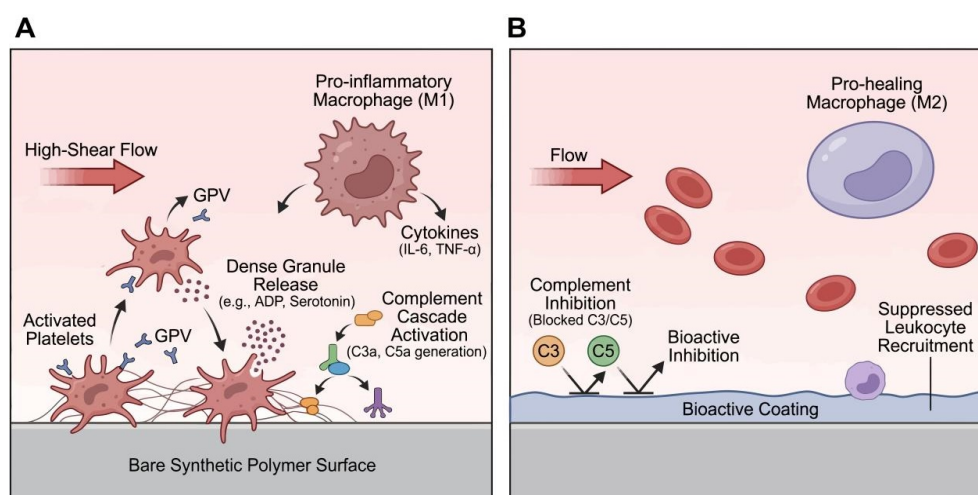 A
Pro-inflammatory
Macrophage (M1)
High-Shear Flow
GPV
Cytokines
(IL-6, TNF-α)
Dense Granule
Release
(e.g., ADP, Serotonin)
Complement
Cascade
Activation
(C3a, C5a generation)
Activated
Platelets
GPV
Bare Synthetic Polymer Surface
B
Pro-healing
Macrophage (M2)
Flow
Complement
Inhibition
(Blocked C3/C5)
C3
C5
Bioactive
Inhibition
Suppressed
Leukocyte
Recruitment
Bioactive Coating